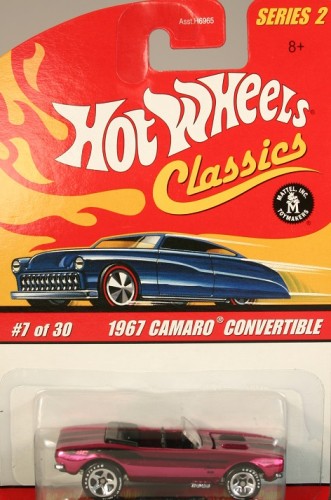 Asst.H6965
SERIES 2
8+
HOT WHEELS
Classics
MATTEL, INC.
M
TOYMAKERS
#7 of 30
1967 CAMARO® CONVERTIBLE